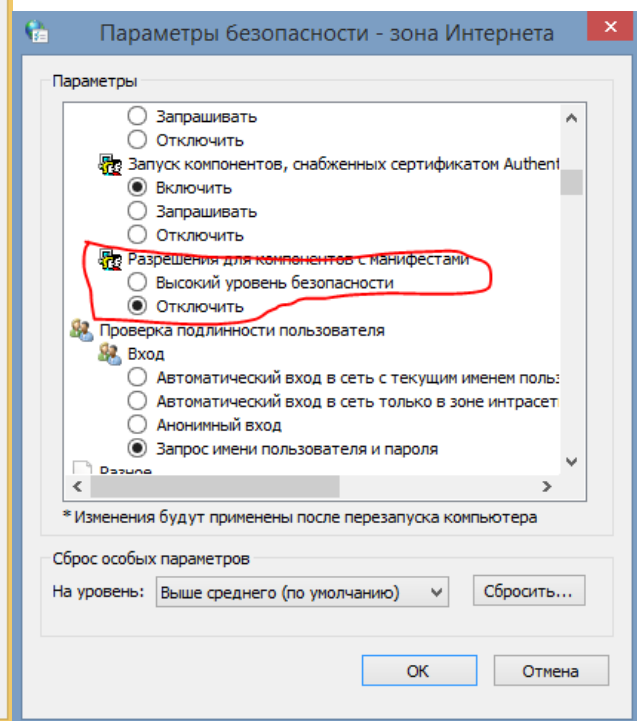 Параметры безопасности - зона Интернета
Параметры
Запрашивать
Отключить
Запуск компонентов, снабженных сертификатом Authent
Включить
Запрашивать
Отключить
Разрешения для компонентов с манифестами
Высокий уровень безопасности
Отключить
Проверка подлинности пользователя
Вход
Автоматический вход в сеть с текущим именем польз
Автоматический вход в сеть только в зоне интрасет
Анонимный вход
Запрос имени пользователя и пароля
Разное
* Изменения будут применены после перезапуска компьютера
Сброс особых параметров
На уровень: Выше среднего (по умолчанию) Сбросить...
ОК Отмена